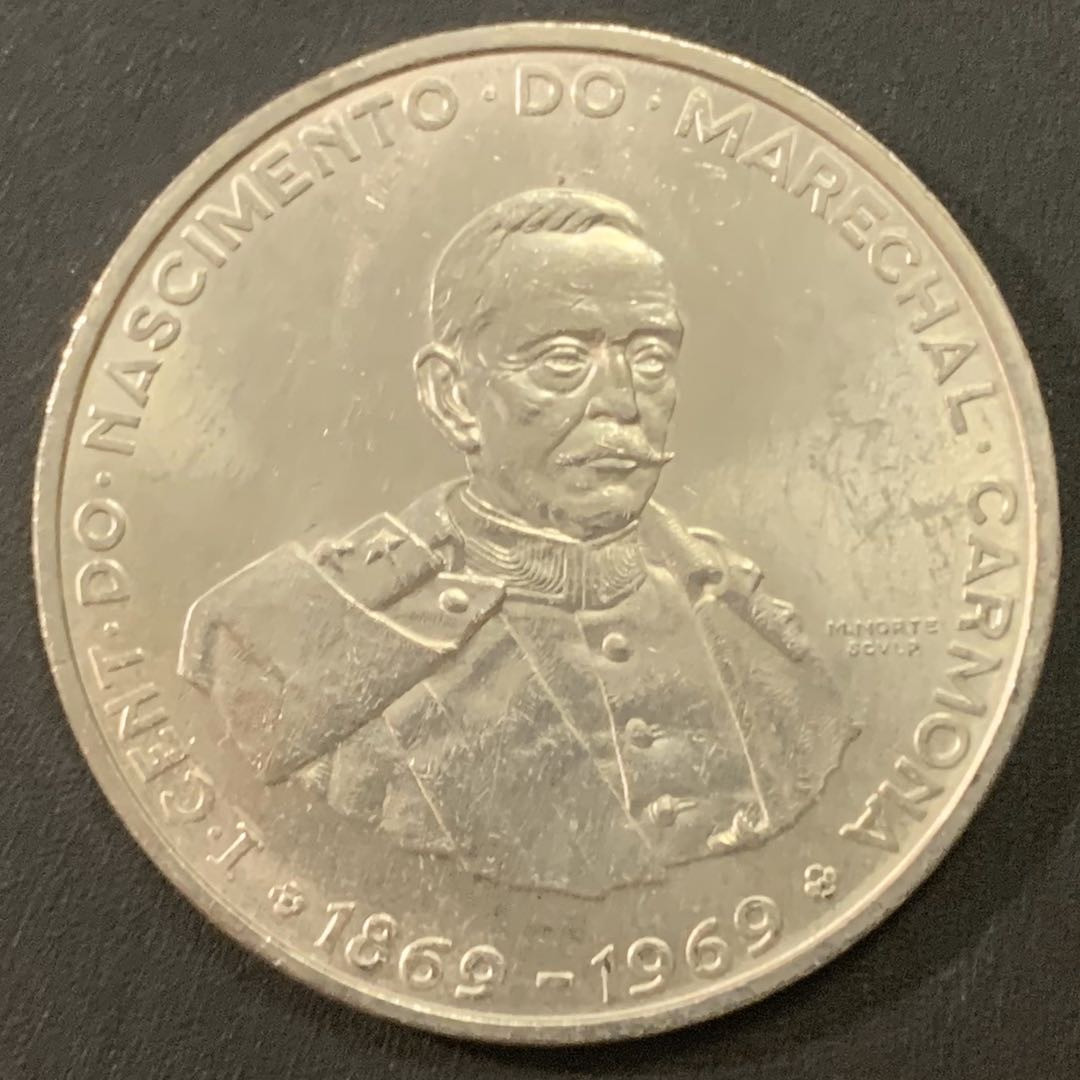 I·CENT·DO·NASCIMENTO·DO·MARECHAL·CARMONA
1869-1969
M.NORTE
SCVLP.